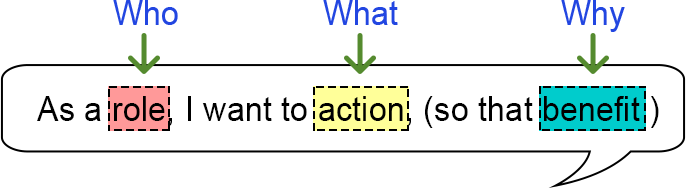 Who What Why
As a role, I want to action, (so that benefit)